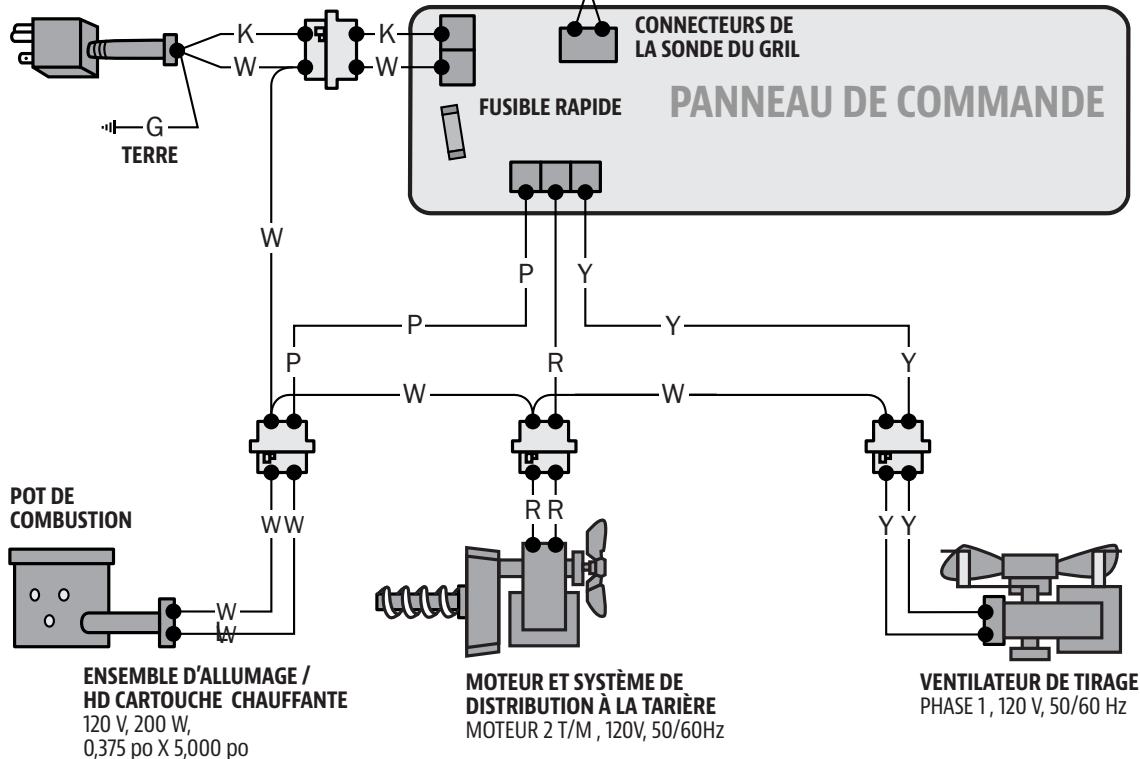 CONNECTEURS DE
LA SONDE DU GRIL
K
K
W
W
FUSIBLE RAPIDE
PANNEAU DE COMMANDE
G
TERRE
W
P
Y
P
Y
P
R
Y
W
W
POT DE
COMBUSTION
W
W
R
R
Y
Y
W
W
ENSEMBLE D'ALLUMAGE /
HD CARTOUCHE CHAUFFANTE
120 V, 200 W,
0,375 po X 5,000 po
MOTEUR ET SYSTÈME DE
DISTRIBUTION À LA TARIÈRE
MOTEUR 2 T/M , 120V, 50/60Hz
VENTILATEUR DE TIRAGE
PHASE 1 , 120 V, 50/60 Hz